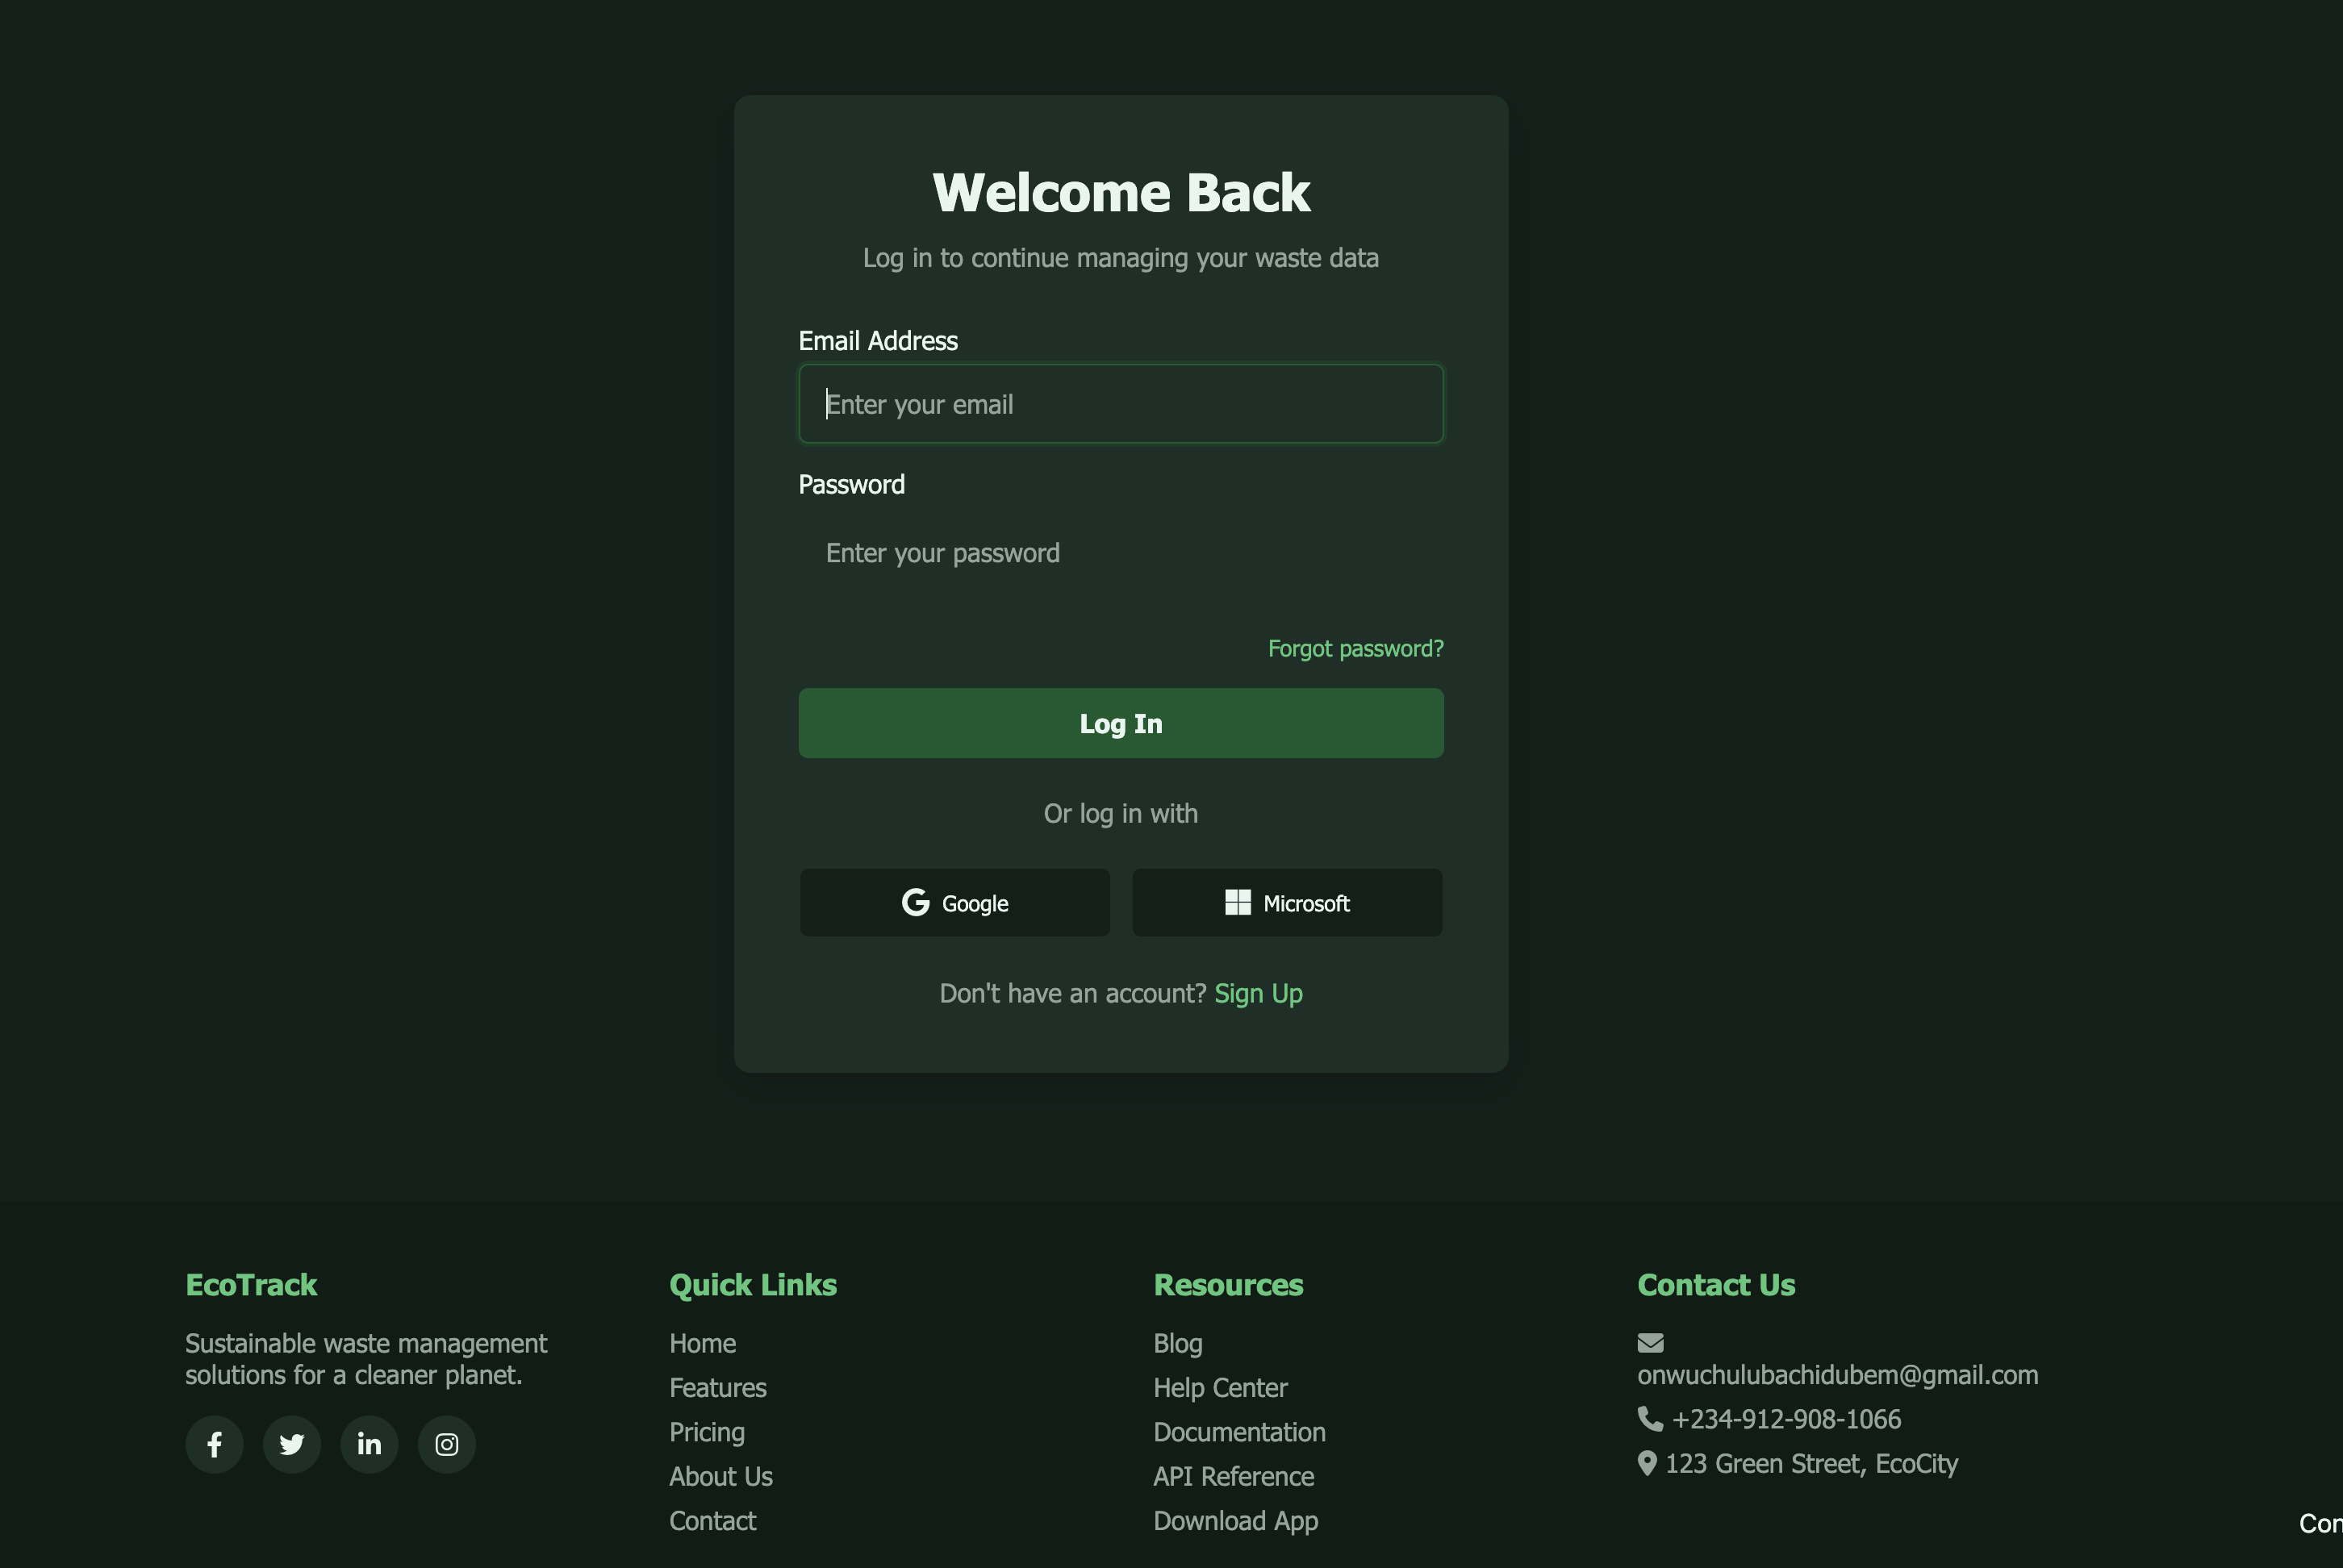 Welcome Back
Log in to continue managing your waste data
Email Address
Enter your email
Password
Enter your password
Forgot password?
Log In
Or log in with
Google
Microsoft
Don't have an account? Sign Up
EcoTrack
Sustainable waste management
solutions for a cleaner planet.
Quick Links
Home
Features
Pricing
About Us
Contact
Resources
Blog
Help Center
Documentation
API Reference
Download App
Contact Us
onwuchulubachidubem@gmail.com
+234-912-908-1066
123 Green Street, EcoCity